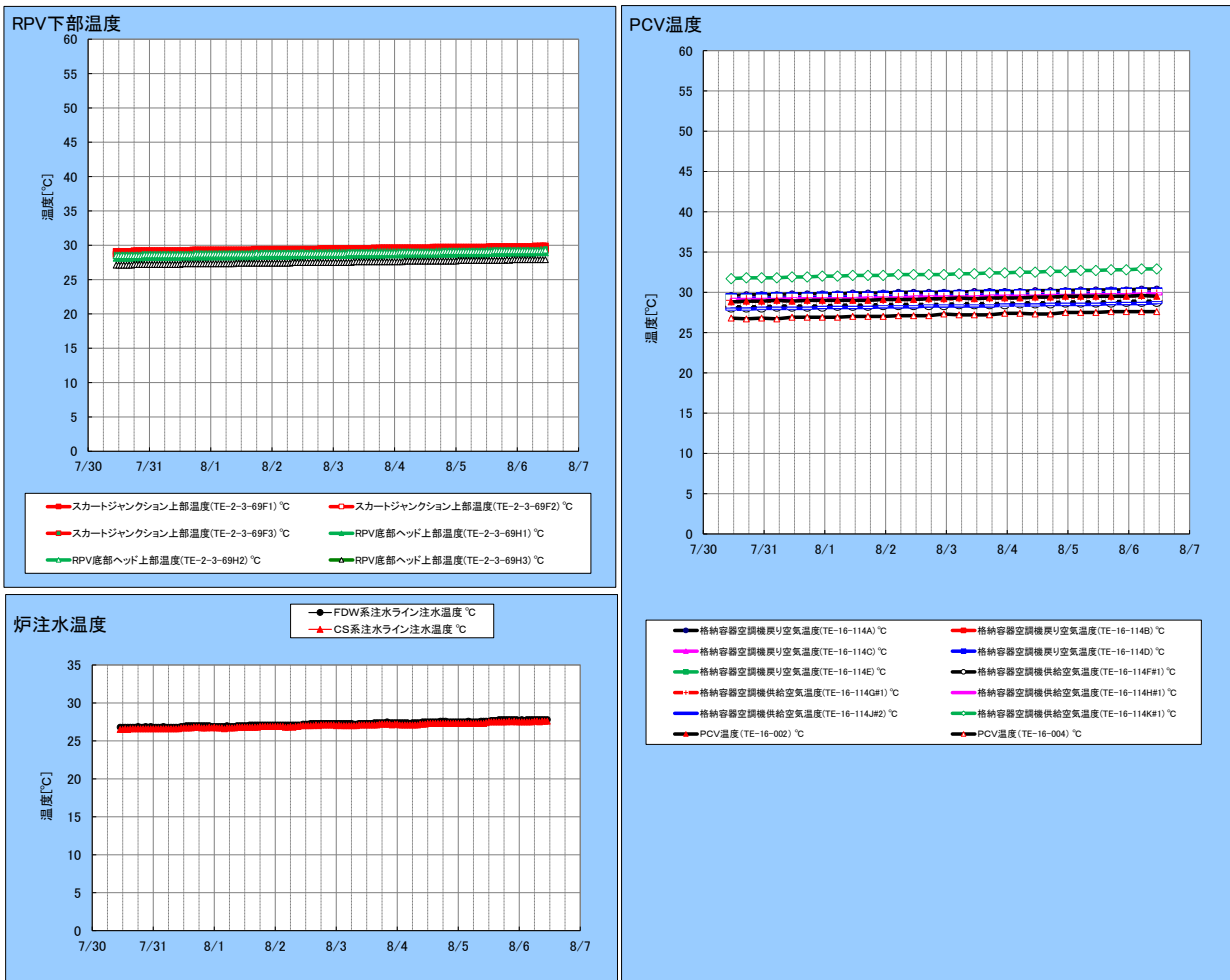 RPV下部温度
60
55
50
45
40
35
30
25
20
15
10
5
0
温度[℃]
7/30 7/31 8/1 8/2 8/3 8/4 8/5 8/6 8/7
スカートジャンクション上部温度(TE-2-3-69F1) ℃ スカートジャンクション上部温度(TE-2-3-69F2) ℃
スカートジャンクション上部温度(TE-2-3-69F3) ℃ RPV底部ヘッド上部温度(TE-2-3-69H1) ℃
RPV底部ヘッド上部温度(TE-2-3-69H2) ℃ RPV底部ヘッド上部温度(TE-2-3-69H3) ℃
炉注水温度
FDW系注水ライン注水温度 ℃
CS系注水ライン注水温度 ℃
35
30
25
20
15
10
5
0
温度[℃]
7/30 7/31 8/1 8/2 8/3 8/4 8/5 8/6 8/7
PCV温度
60
55
50
45
40
35
30
25
20
15
10
5
0
温度[℃]
7/30 7/31 8/1 8/2 8/3 8/4 8/5 8/6 8/7
格納容器空調機戻り空気温度(TE-16-114A) ℃ 格納容器空調機戻り空気温度(TE-16-114B) ℃
格納容器空調機戻り空気温度(TE-16-114C) ℃ 格納容器空調機戻り空気温度(TE-16-114D) ℃
格納容器空調機戻り空気温度(TE-16-114E) ℃ 格納容器空調機供給空気温度(TE-16-114F#1) ℃
格納容器空調機供給空気温度(TE-16-114G#1) ℃ 格納容器空調機供給空気温度(TE-16-114H#1) ℃
格納容器空調機供給空気温度(TE-16-114J#2) ℃ 格納容器空調機供給空気温度(TE-16-114K#1) ℃
PCV温度(TE-16-002) ℃ PCV温度(TE-16-004) ℃